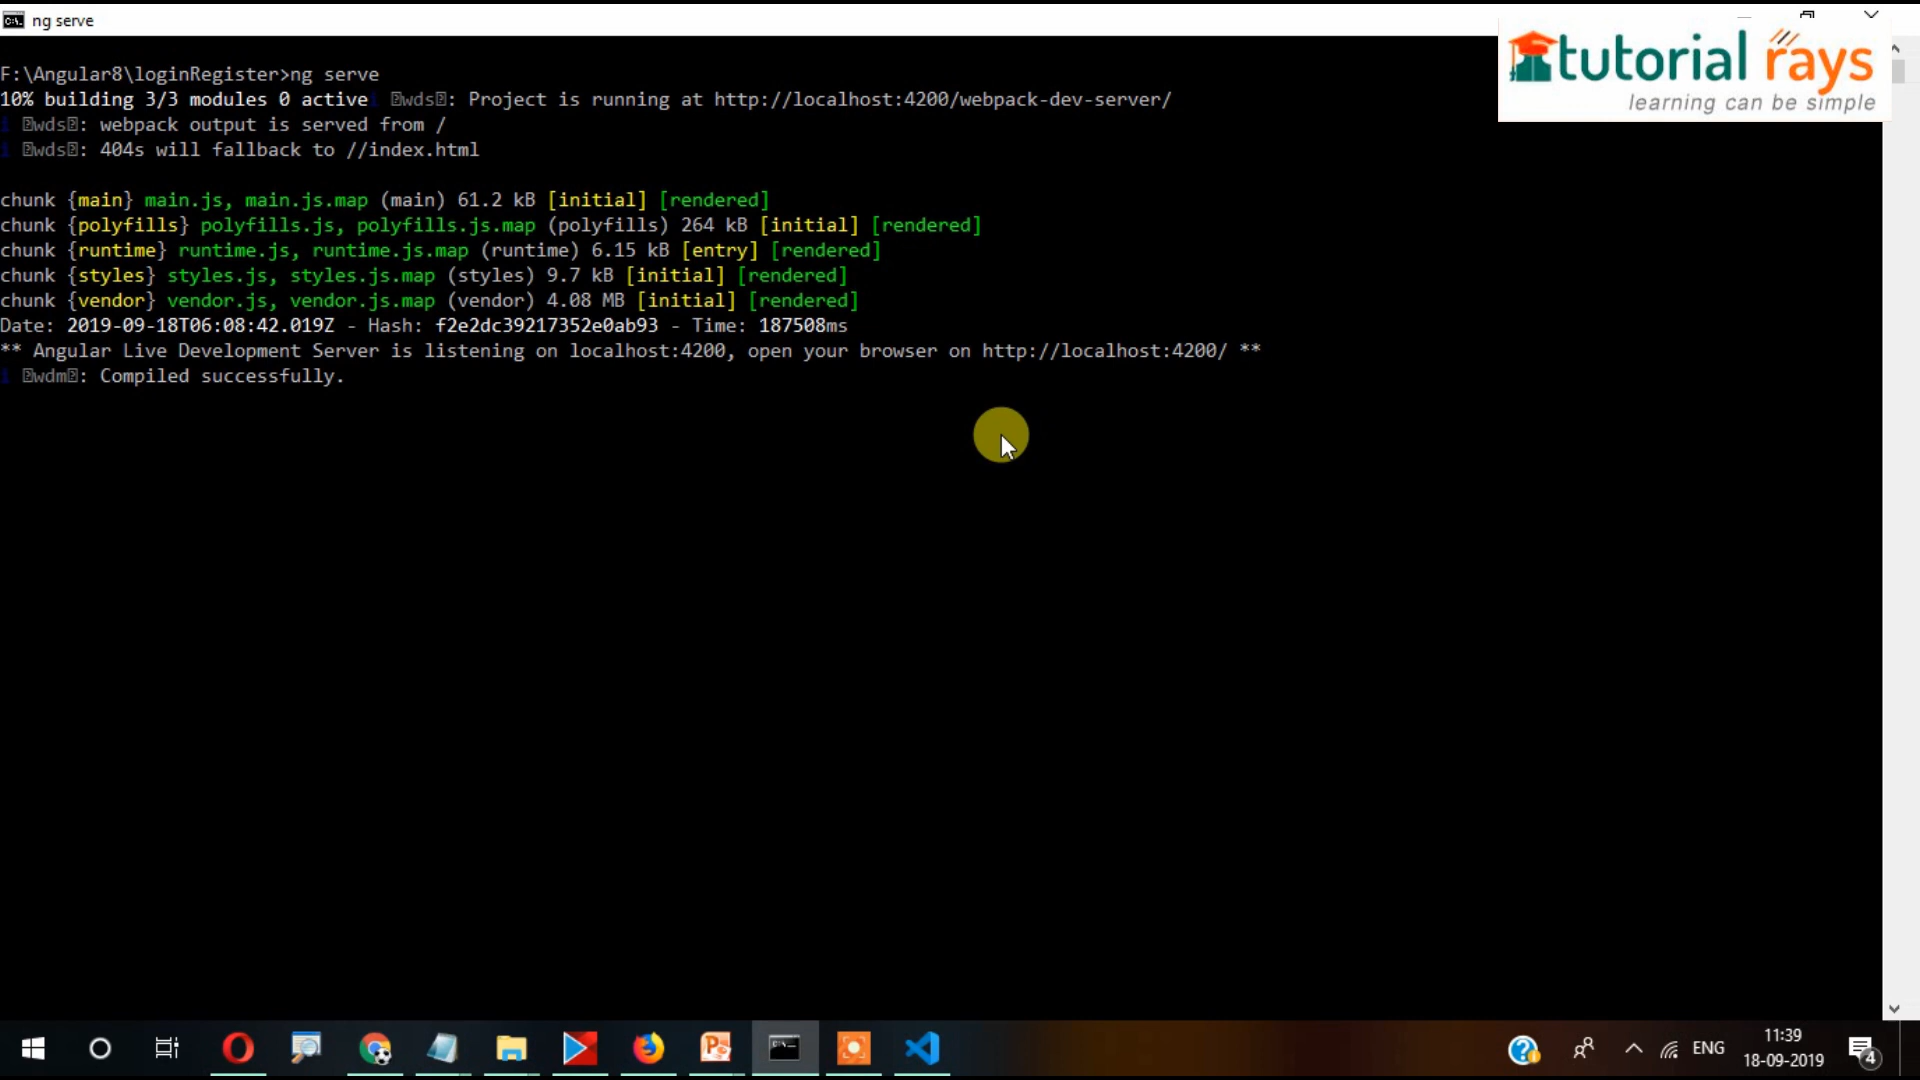 ng serve
tutorial rays
learning can be simple
F:\Angular8\loginRegister>ng serve
10% building 3/3 modules 0 active i ｢wds｣: Project is running at http://localhost:4200/webpack-dev-server/
i ｢wds｣: webpack output is served from /
i ｢wds｣: 404s will fallback to //index.html
chunk {main} main.js, main.js.map (main) 61.2 kB [initial] [rendered]
chunk {polyfills} polyfills.js, polyfills.js.map (polyfills) 264 kB [initial] [rendered]
chunk {runtime} runtime.js, runtime.js.map (runtime) 6.15 kB [entry] [rendered]
chunk {styles} styles.js, styles.js.map (styles) 9.7 kB [initial] [rendered]
chunk {vendor} vendor.js, vendor.js.map (vendor) 4.08 MB [initial] [rendered]
Date: 2019-09-18T06:08:42.019Z - Hash: f2e2dc39217352e0ab93 - Time: 187508ms
** Angular Live Development Server is listening on localhost:4200, open your browser on http://localhost:4200/ **
i ｢wdm｣: Compiled successfully.
ENG
11:39
18-09-2019
4